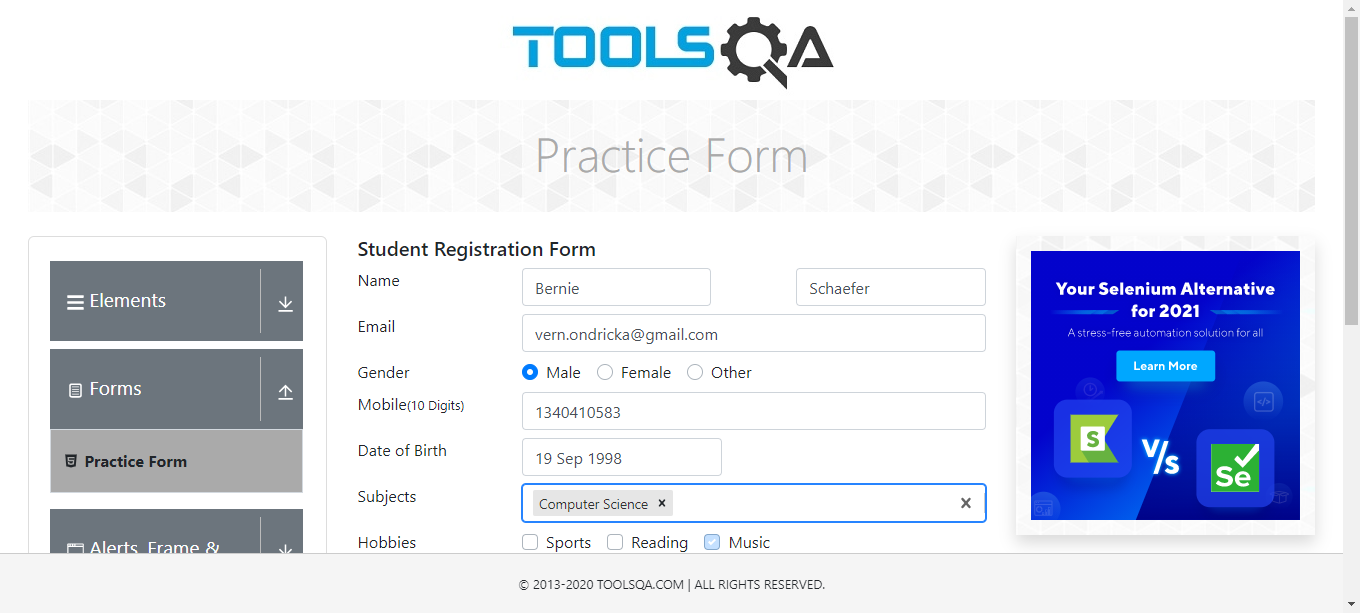 TOOLSQA
Practice Form
Elements
Forms
Practice Form
Alerts, Frame &
Student Registration Form
Name
Bernie
Schaefer
Email
vern.ondricka@gmail.com
Gender
Male
Female
Other
Mobile(10 Digits)
1340410583
Date of Birth
19 Sep 1998
Subjects
Computer Science
Hobbies
Sports
Reading
Music
Your Selenium Alternative
for 2021
A stress-free automation solution for all
Learn More
S
V/s
Se
© 2013-2020 TOOLSQA.COM | ALL RIGHTS RESERVED.